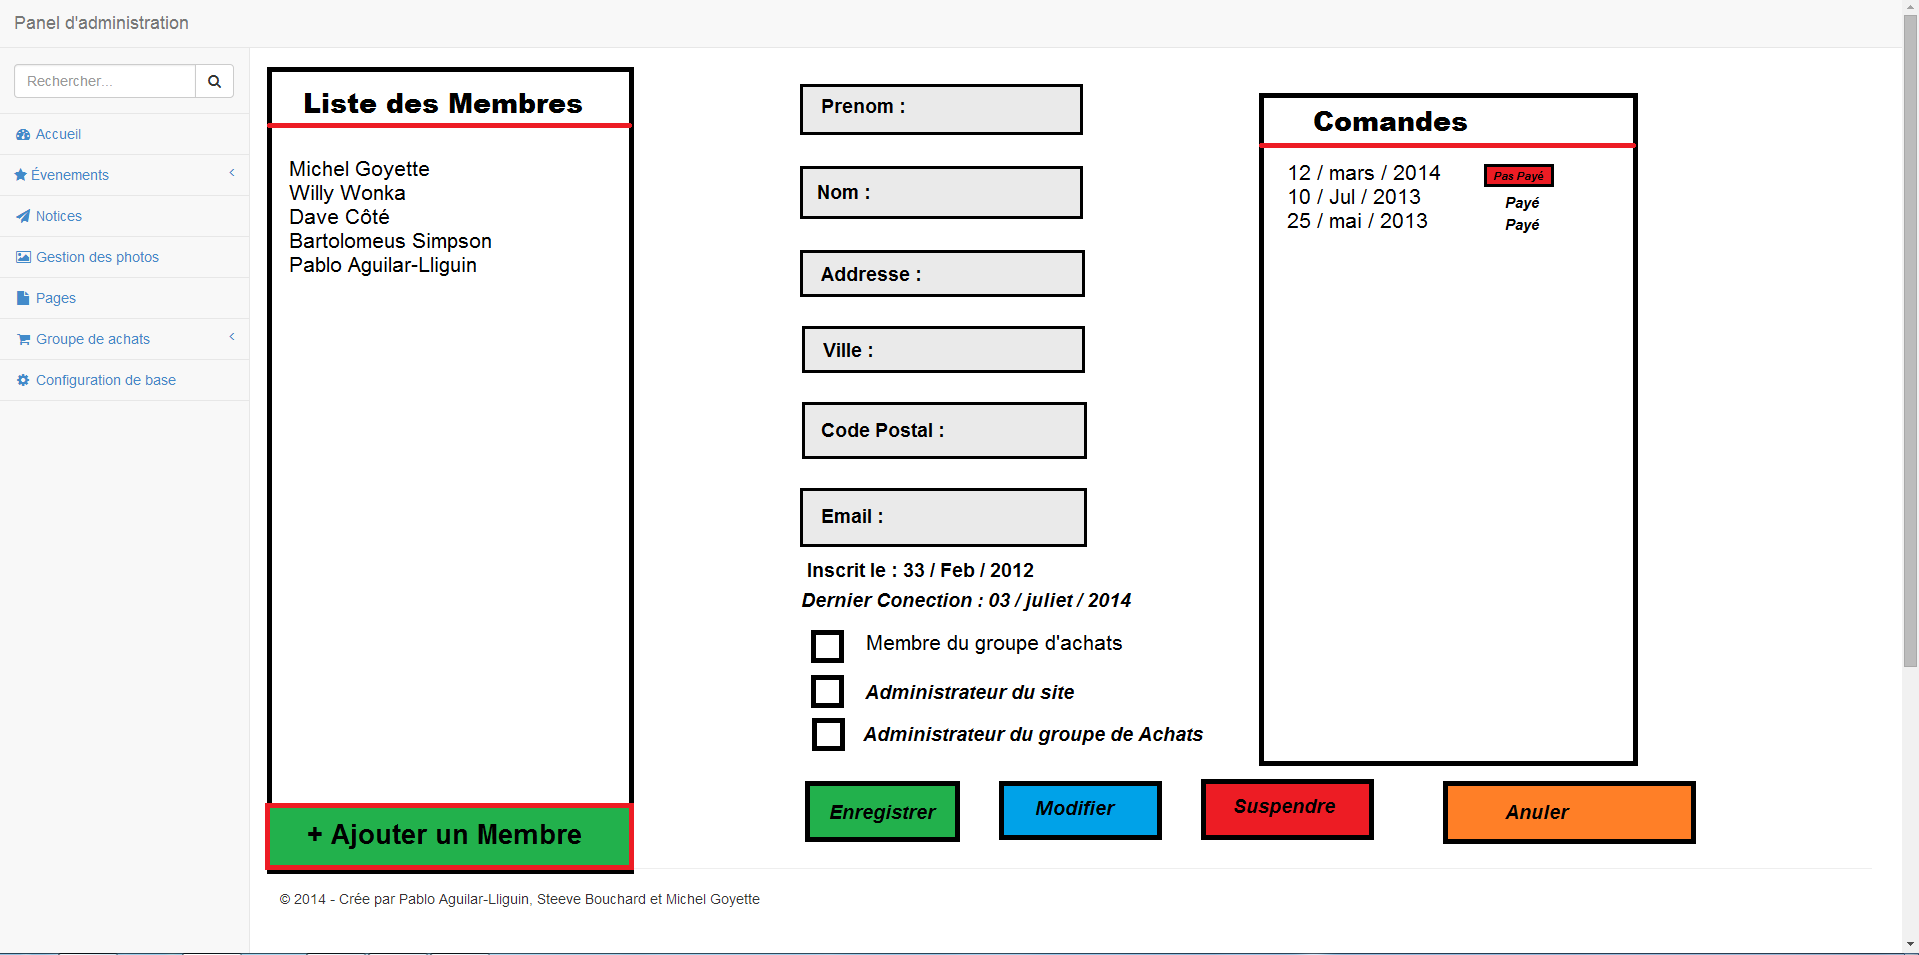 Panel d'administration
Rechercher...
Accueil
Évenements
Notices
Gestion des photos
Pages
Groupe de achats
Configuration de base
Liste des Membres
Michel Goyette
Willy Wonka
Dave Côté
Bartolomeus Simpson
Pablo Aguilar-Lliguin
+ Ajouter un Membre
Prenom :
Nom :
Addresse :
Ville :
Code Postal :
Email :
Inscrit le : 33 / Feb / 2012
Dernier Conection : 03 / juliet / 2014
Membre du groupe d'achats
Administrateur du site
Administrateur du groupe de Achats
Comandes
12 / mars / 2014 Pas Payé
10 / Jul / 2013 Payé
25 / mai / 2013 Payé
Enregistrer
Modifier
Suspendre
Anuler
© 2014 - Crée par Pablo Aguilar-Lliguin, Steeve Bouchard et Michel Goyette